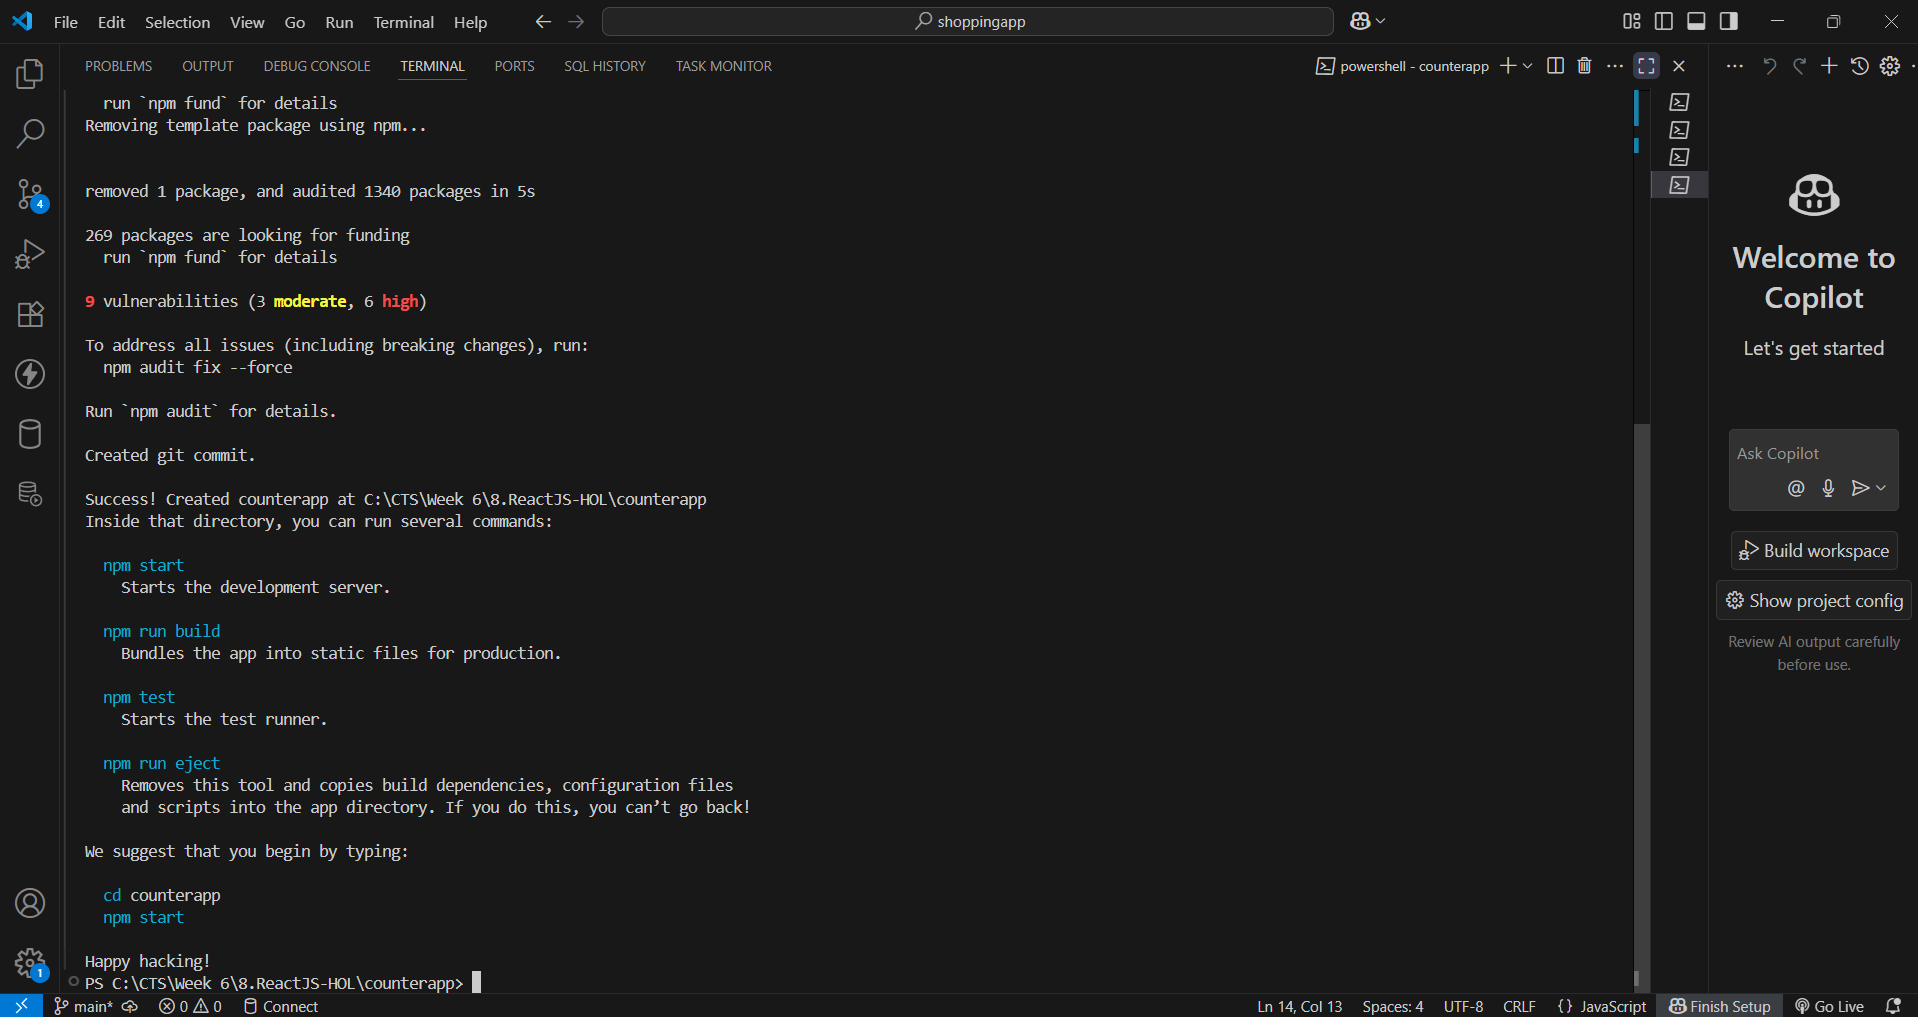 File Edit Selection View Go Run Terminal Help
shoppingapp
PROBLEMS OUTPUT DEBUG CONSOLE TERMINAL PORTS SQL HISTORY TASK MONITOR
powershell - counterapp
run `npm fund` for details
Removing template package using npm...
removed 1 package, and audited 1340 packages in 5s
269 packages are looking for funding
run `npm fund` for details
9 vulnerabilities (3 moderate, 6 high)
To address all issues (including breaking changes), run:
npm audit fix --force
Run `npm audit` for details.
Created git commit.
Success! Created counterapp at C:\CTS\Week 6\8.ReactJS-HOL\counterapp
Inside that directory, you can run several commands:
npm start
Starts the development server.
npm run build
Bundles the app into static files for production.
npm test
Starts the test runner.
npm run eject
Removes this tool and copies build dependencies, configuration files
and scripts into the app directory. If you do this, you can’t go back!
We suggest that you begin by typing:
cd counterapp
npm start
Happy hacking!
PS C:\CTS\Week 6\8.ReactJS-HOL\counterapp>
Welcome to
Copilot
Let's get started
Ask Copilot
@
Build workspace
Show project config
Review AI output carefully
before use.
4
1
main* 0 0 Connect
Ln 14, Col 13 Spaces: 4 UTF-8 CRLF {} JavaScript Finish Setup Go Live